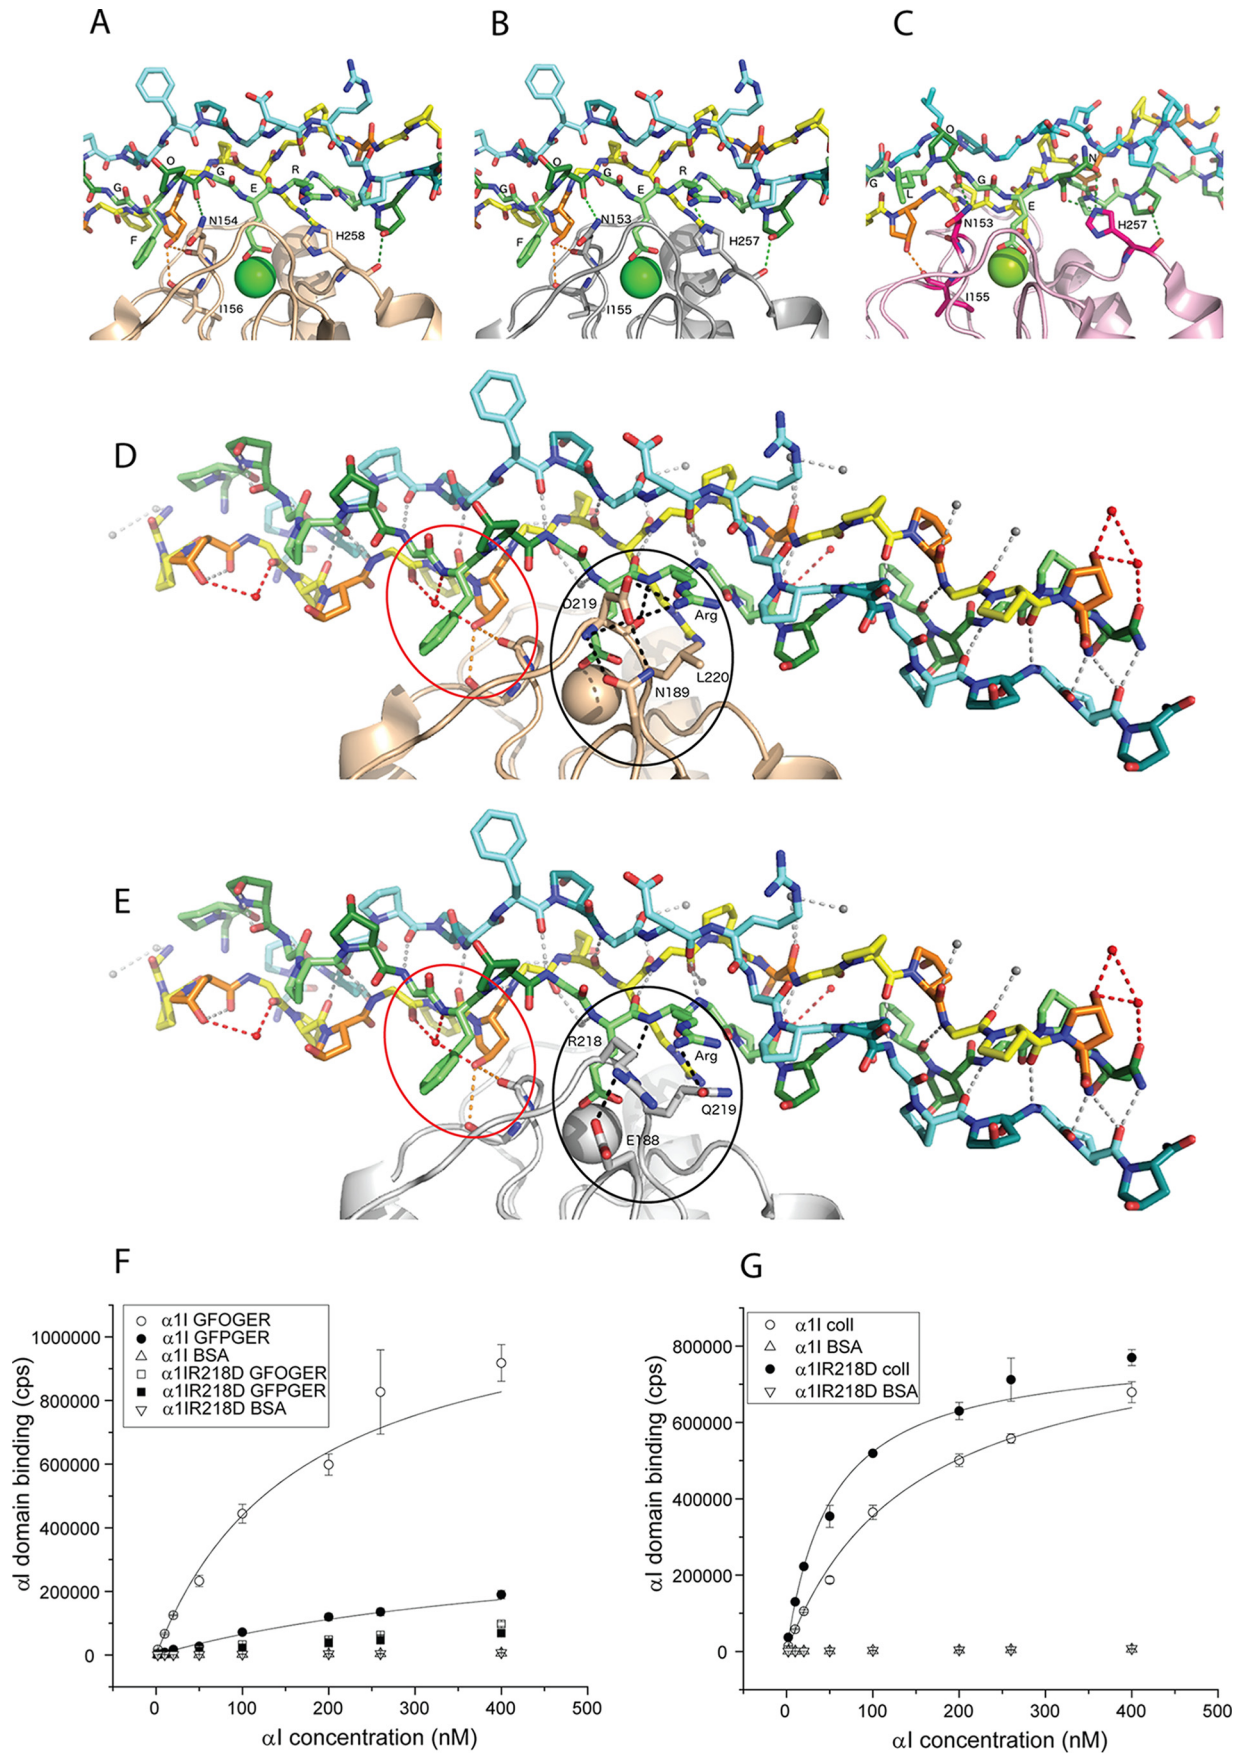 A
B
C
O
G
R
G
E
F
N154
H258
I156
O
G
R
G
E
F
N153
H257
I155
O
N
G
G
E
N153
H257
I155
D
D219
Arg
L220
N189
E
R218
Arg
Q219
E188
F
G
α1I GFOGER
α1I GFPGER
α1I BSA
α1IR218D GFOGER
α1IR218D GFPGER
α1IR218D BSA
1000000
800000
600000
400000
200000
0
αI domain binding (cps)
0 100 200 300 400 500
αI concentration (nM)
α1I colI
α1I BSA
α1IR218D colI
α1IR218D BSA
800000
600000
400000
200000
0
αI domain binding (cps)
0 100 200 300 400 500
αI concentration (nM)